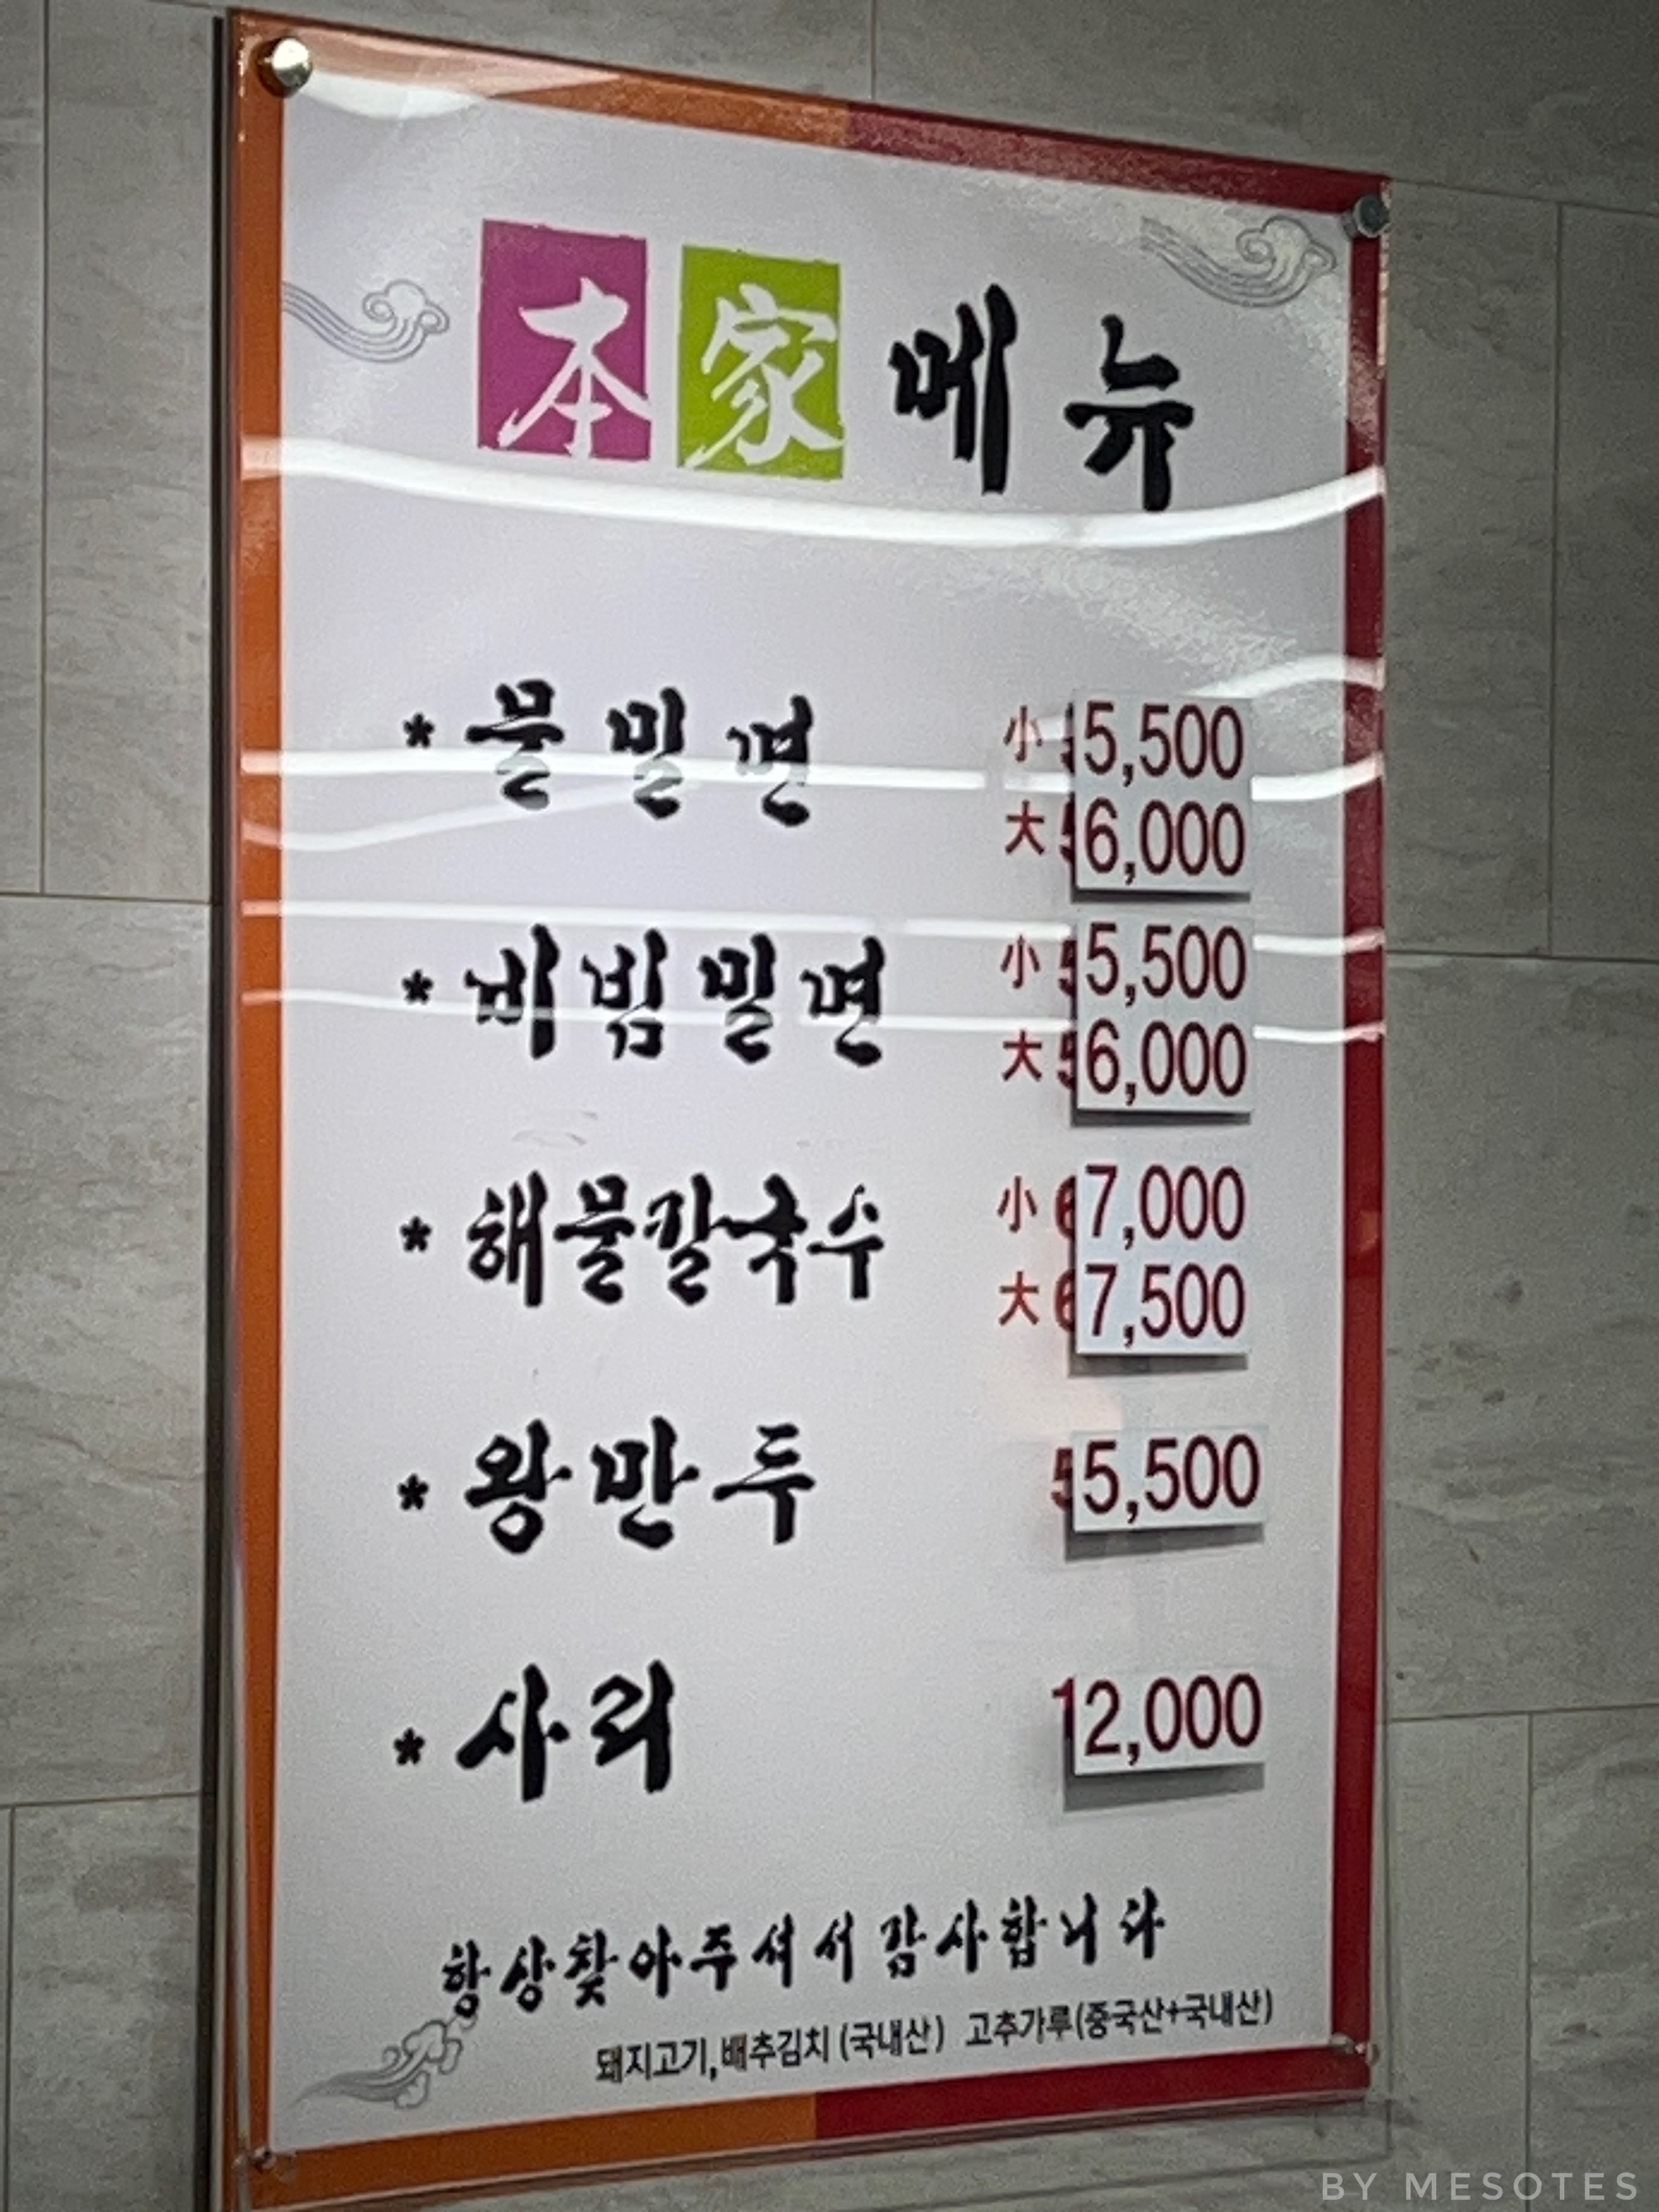 本家 메뉴
* 물밀면 小 5,500
大 6,000
* 비빔밀면 小 5,500
大 6,000
* 해물칼국수 小 7,000
大 7,500
* 왕만두 5,500
* 사리 2,000
항상찾아주셔서감사합니다
돼지고기,배추김치 (국내산) 고추가루(중국산+국내산)
BY MESOTES